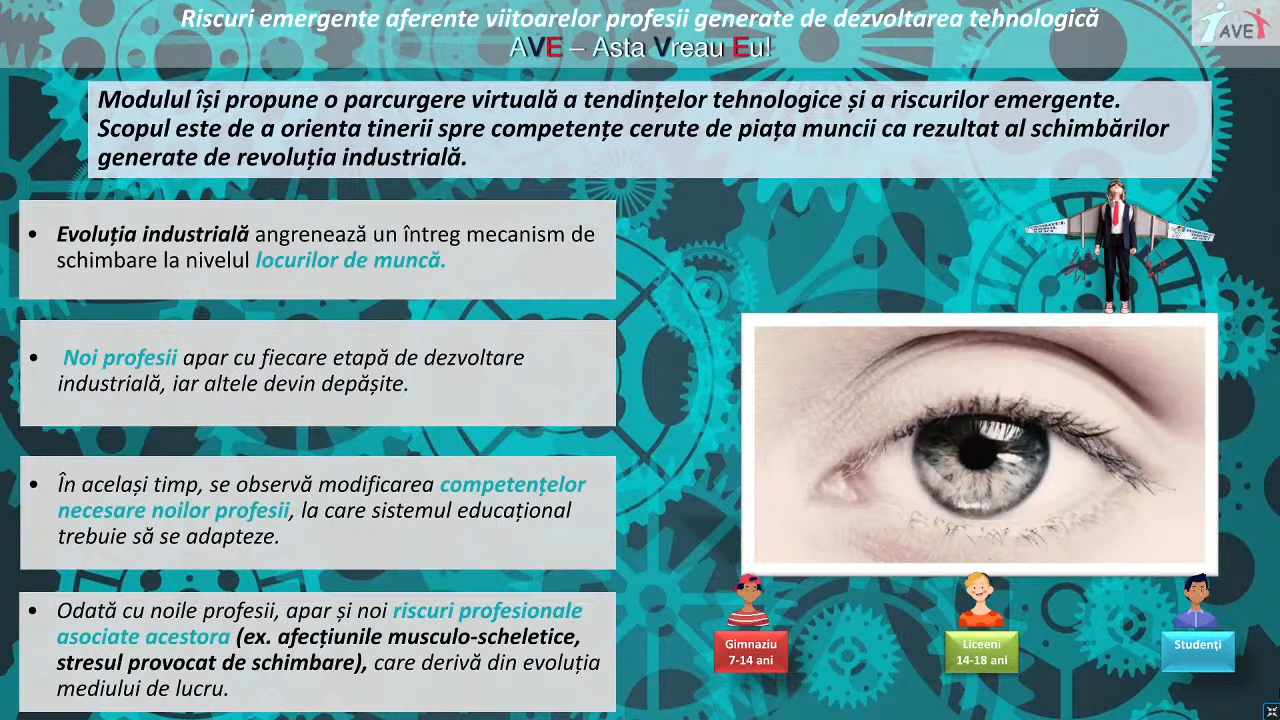 Riscuri emergente aferente viitoarelor profesii generate de dezvoltarea tehnologică
AVE – Asta Vreau Eu!
AVE
Modulul își propune o parcurgere virtuală a tendințelor tehnologice și a riscurilor emergente.
Scopul este de a orienta tinerii spre competențe cerute de piața muncii ca rezultat al schimbărilor
generate de revoluția industrială.
• Evoluția industrială angrenează un întreg mecanism de
schimbare la nivelul locurilor de muncă.
• Noi profesii apar cu fiecare etapă de dezvoltare
industrială, iar altele devin depășite.
• În același timp, se observă modificarea competențelor
necesare noilor profesii, la care sistemul educațional
trebuie să se adapteze.
• Odată cu noile profesii, apar și noi riscuri profesionale
asociate acestora (ex. afecțiunile musculo-scheletice,
stresul provocat de schimbare), care derivă din evoluția
mediului de lucru.
Gimnaziu
7-14 ani
Liceeni
14-18 ani
Studenți